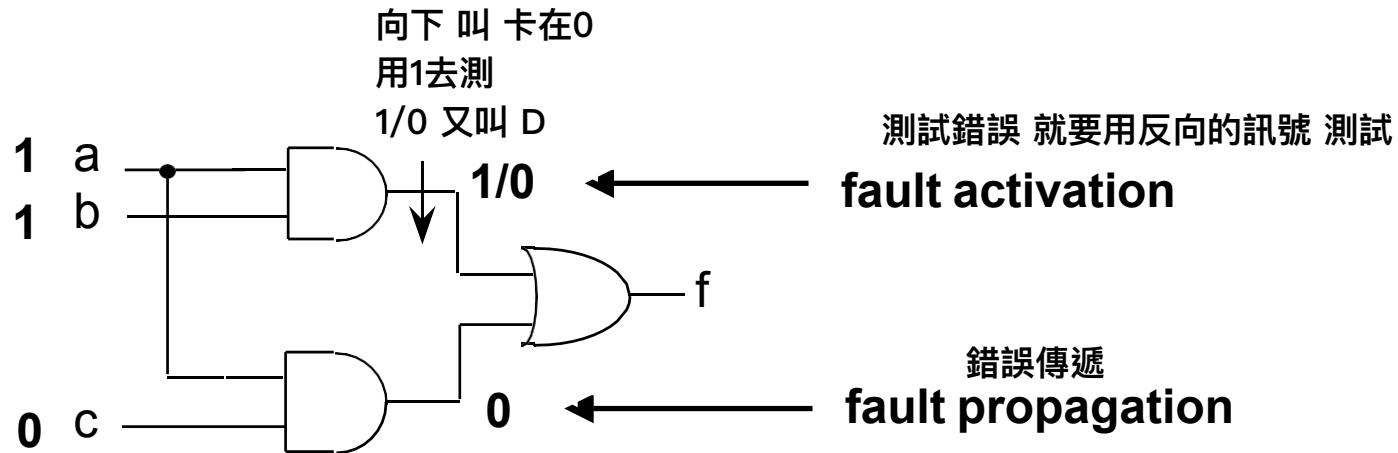 向下 叫 卡在0
用1去測
1/0 又叫 D
測試錯誤 就要用反向的訊號 測試
1 a
1/0
fault activation
1 b
f
錯誤傳遞
0
fault propagation
0 c